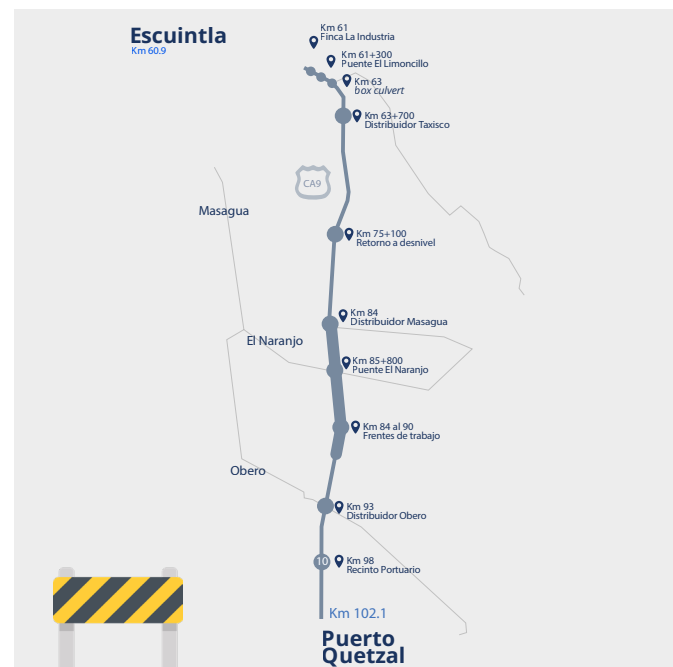 Escuintla
Km 60.9
Km 61
Finca La Industria
Km 61+300
Puente El Limoncillo
Km 63
box culvert
Km 63+700
Distribuidor Taxisco
CA9
Masagua
Km 75+100
Retorno a desnivel
Km 84
Distribuidor Masagua
El Naranjo
Km 85+800
Puente El Naranjo
Km 84 al 90
Frentes de trabajo
Obero
Km 93
Distribuidor Obero
10
Km 98
Recinto Portuario
Km 102.1
Puerto
Quetzal